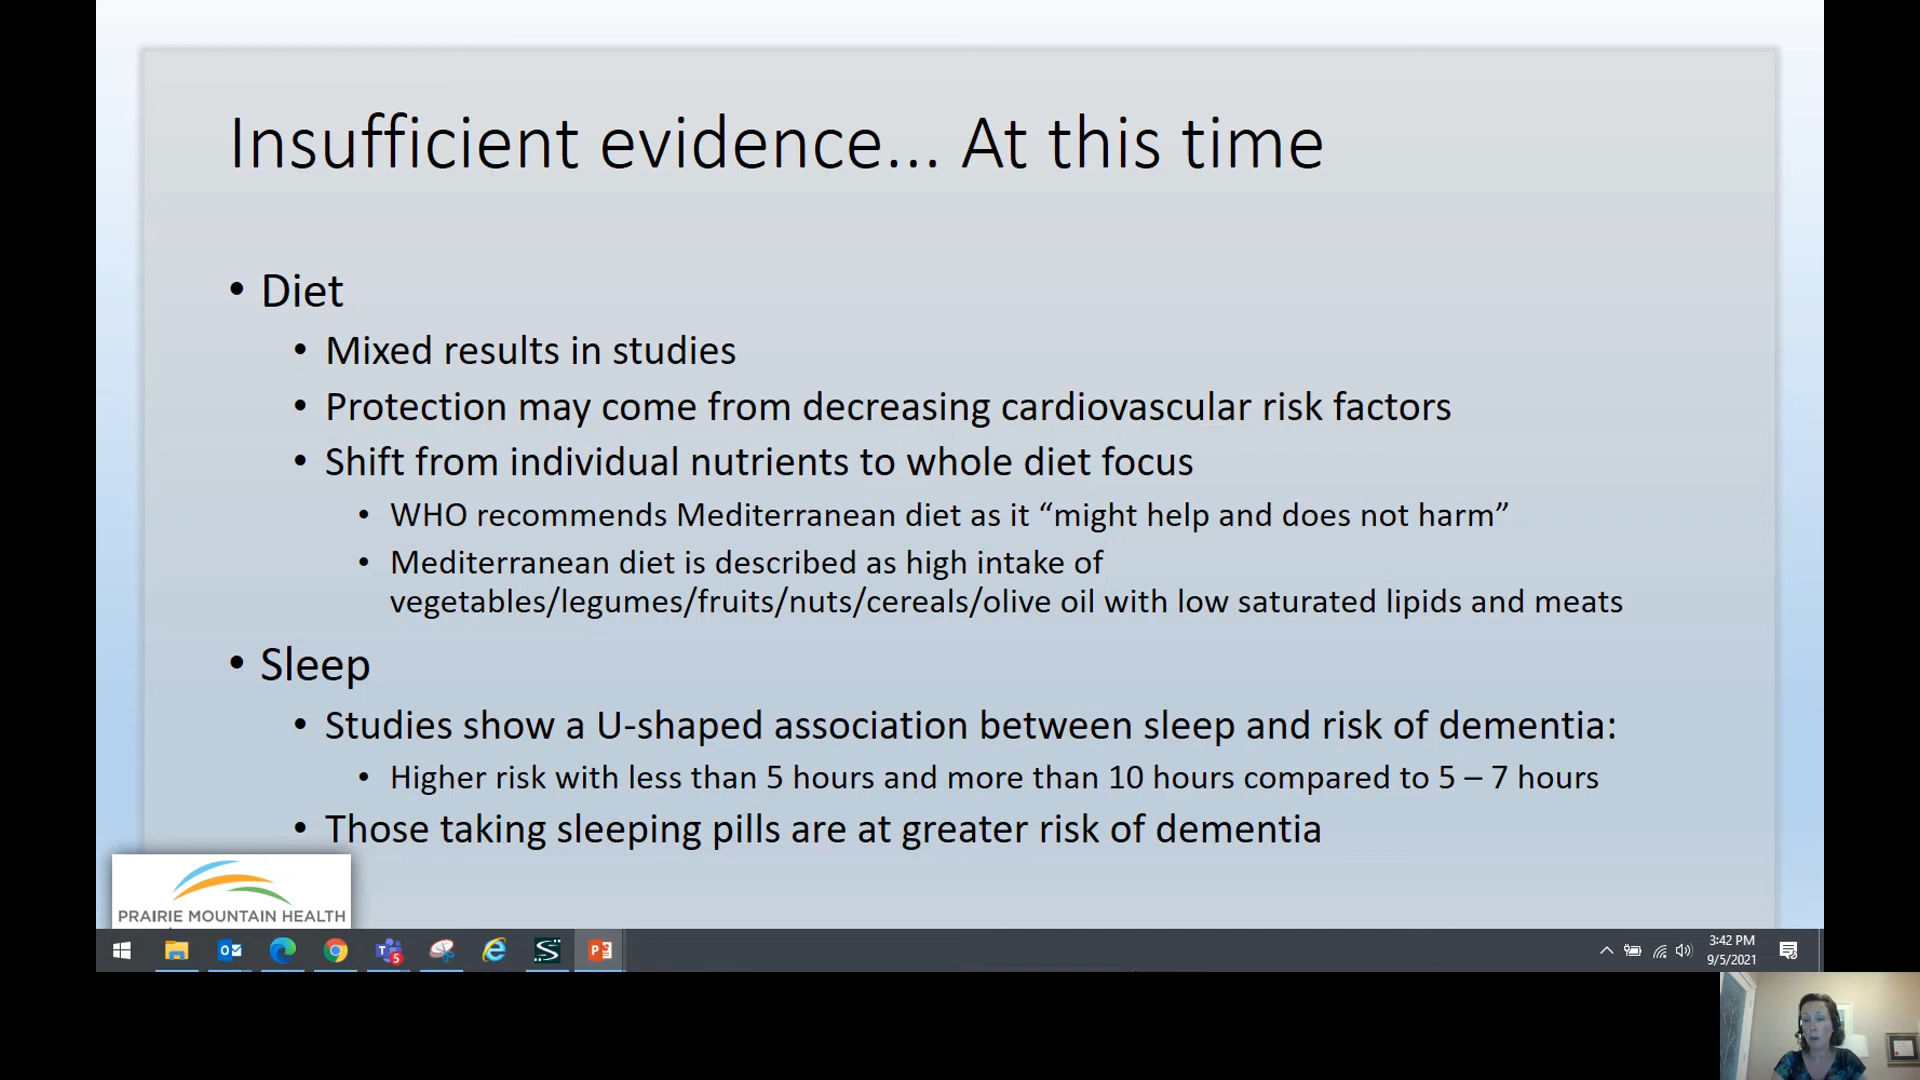 Insufficient evidence... At this time
• Diet
• Mixed results in studies
• Protection may come from decreasing cardiovascular risk factors
• Shift from individual nutrients to whole diet focus
• WHO recommends Mediterranean diet as it “might help and does not harm”
• Mediterranean diet is described as high intake of
vegetables/legumes/fruits/nuts/cereals/olive oil with low saturated lipids and meats
• Sleep
• Studies show a U-shaped association between sleep and risk of dementia:
• Higher risk with less than 5 hours and more than 10 hours compared to 5 – 7 hours
• Those taking sleeping pills are at greater risk of dementia
PRAIRIE MOUNTAIN HEALTH
5
3:42 PM
9/5/2021